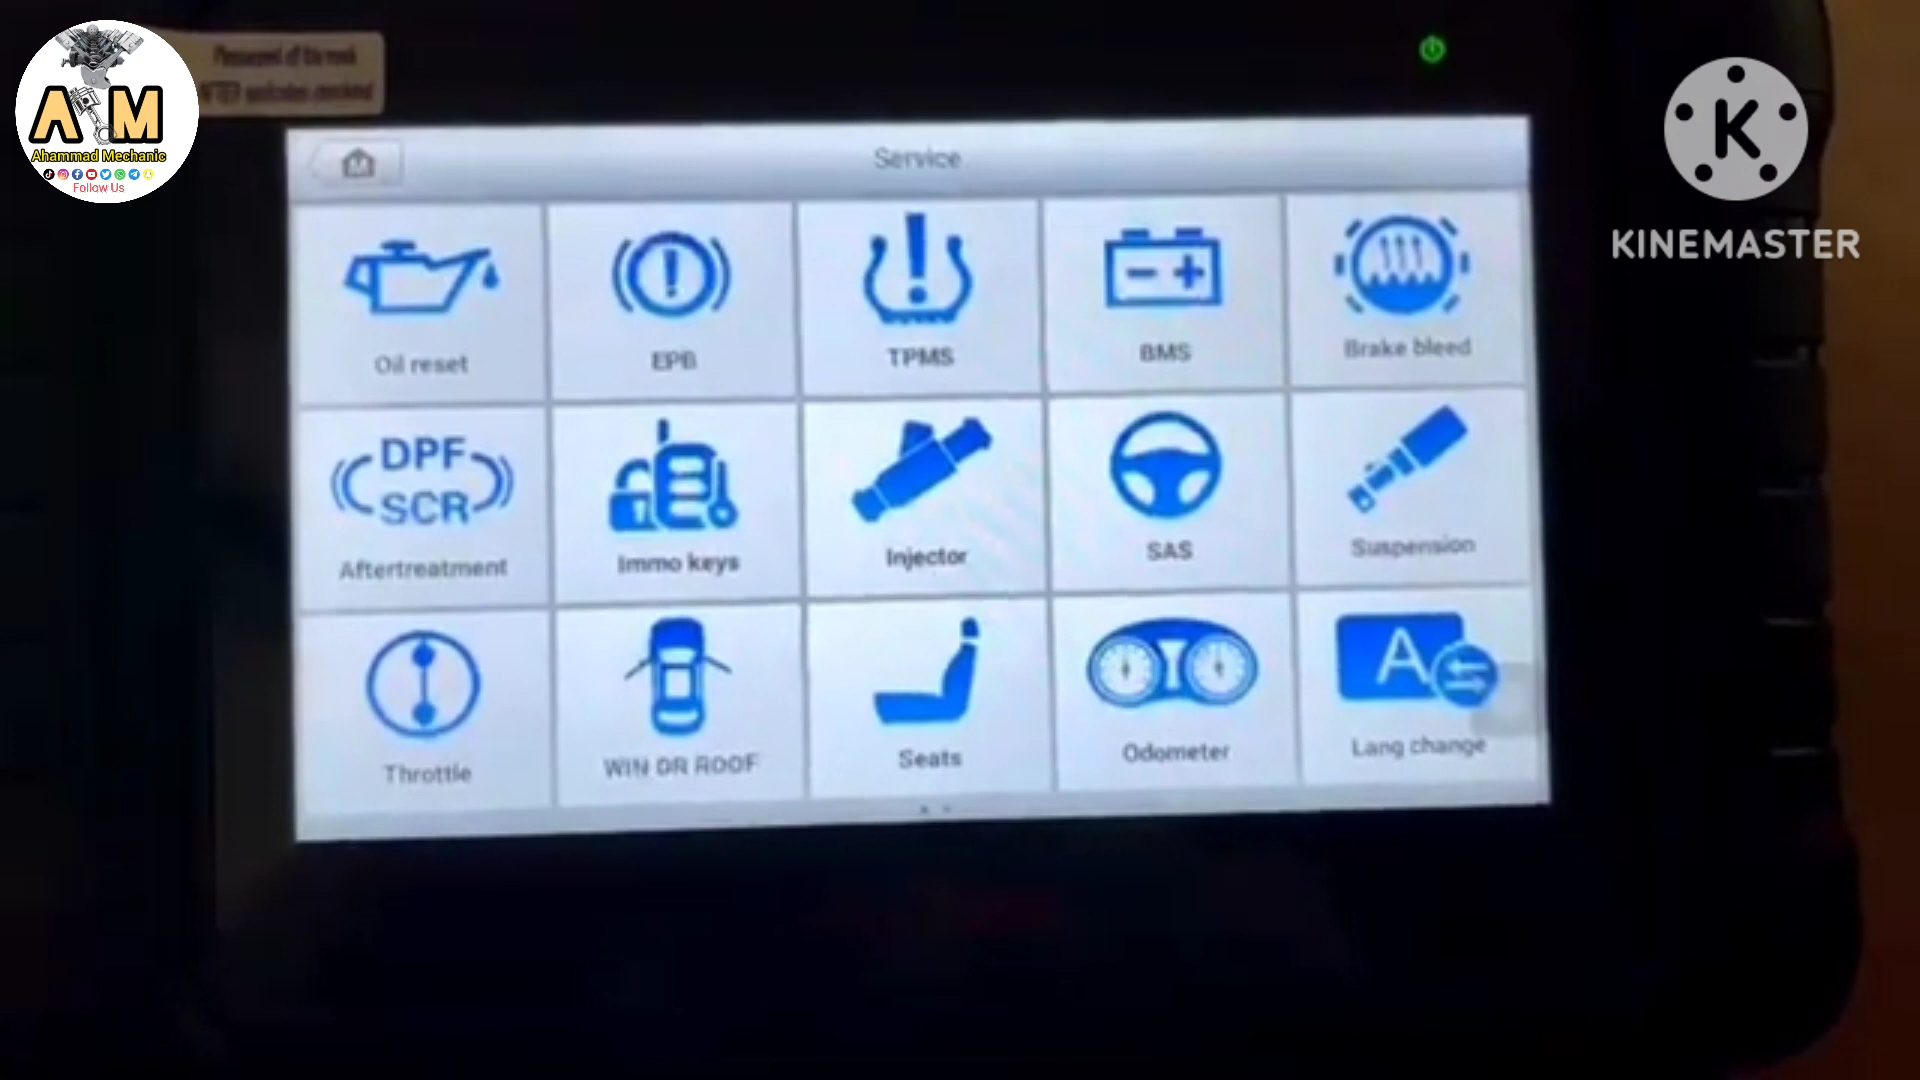 A M
Ahammad Mechanic
Follow Us
K
KINEMASTER
Service
Oil reset
EPB
TPMS
BMS
Brake bleed
DPF
SCR
Aftertreatment
Immo keys
Injector
SAS
Suspension
Throttle
WIN DR ROOF
Seats
Odometer
A
Lang change